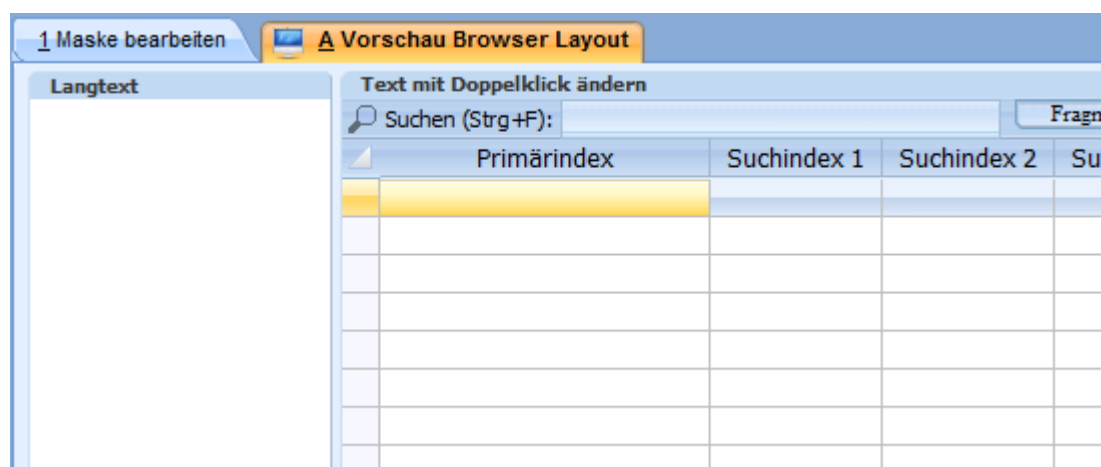 1 Maske bearbeiten
A Vorschau Browser Layout
Langtext
Text mit Doppelklick ändern
Suchen (Strg+F):
Primärindex
Suchindex 1
Suchindex 2